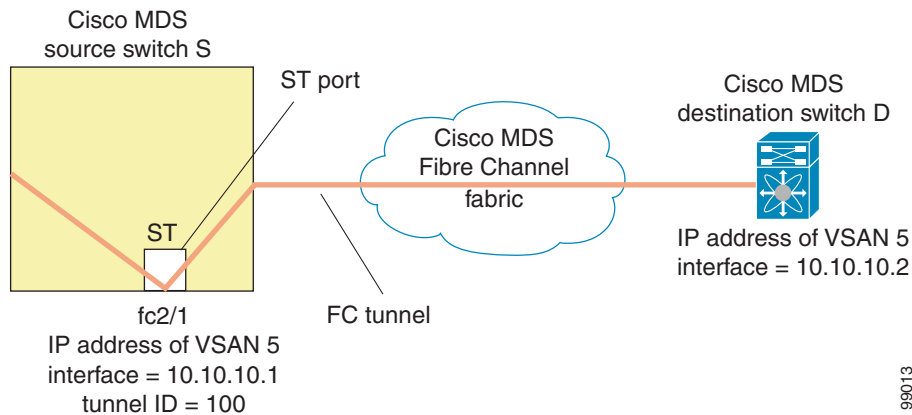 Cisco MDS
source switch S
ST port
Cisco MDS
destination switch D
Cisco MDS
Fibre Channel
fabric
ST
IP address of VSAN 5
interface = 10.10.10.2
fc2/1
FC tunnel
IP address of VSAN 5
interface = 10.10.10.1
tunnel ID = 100
99013